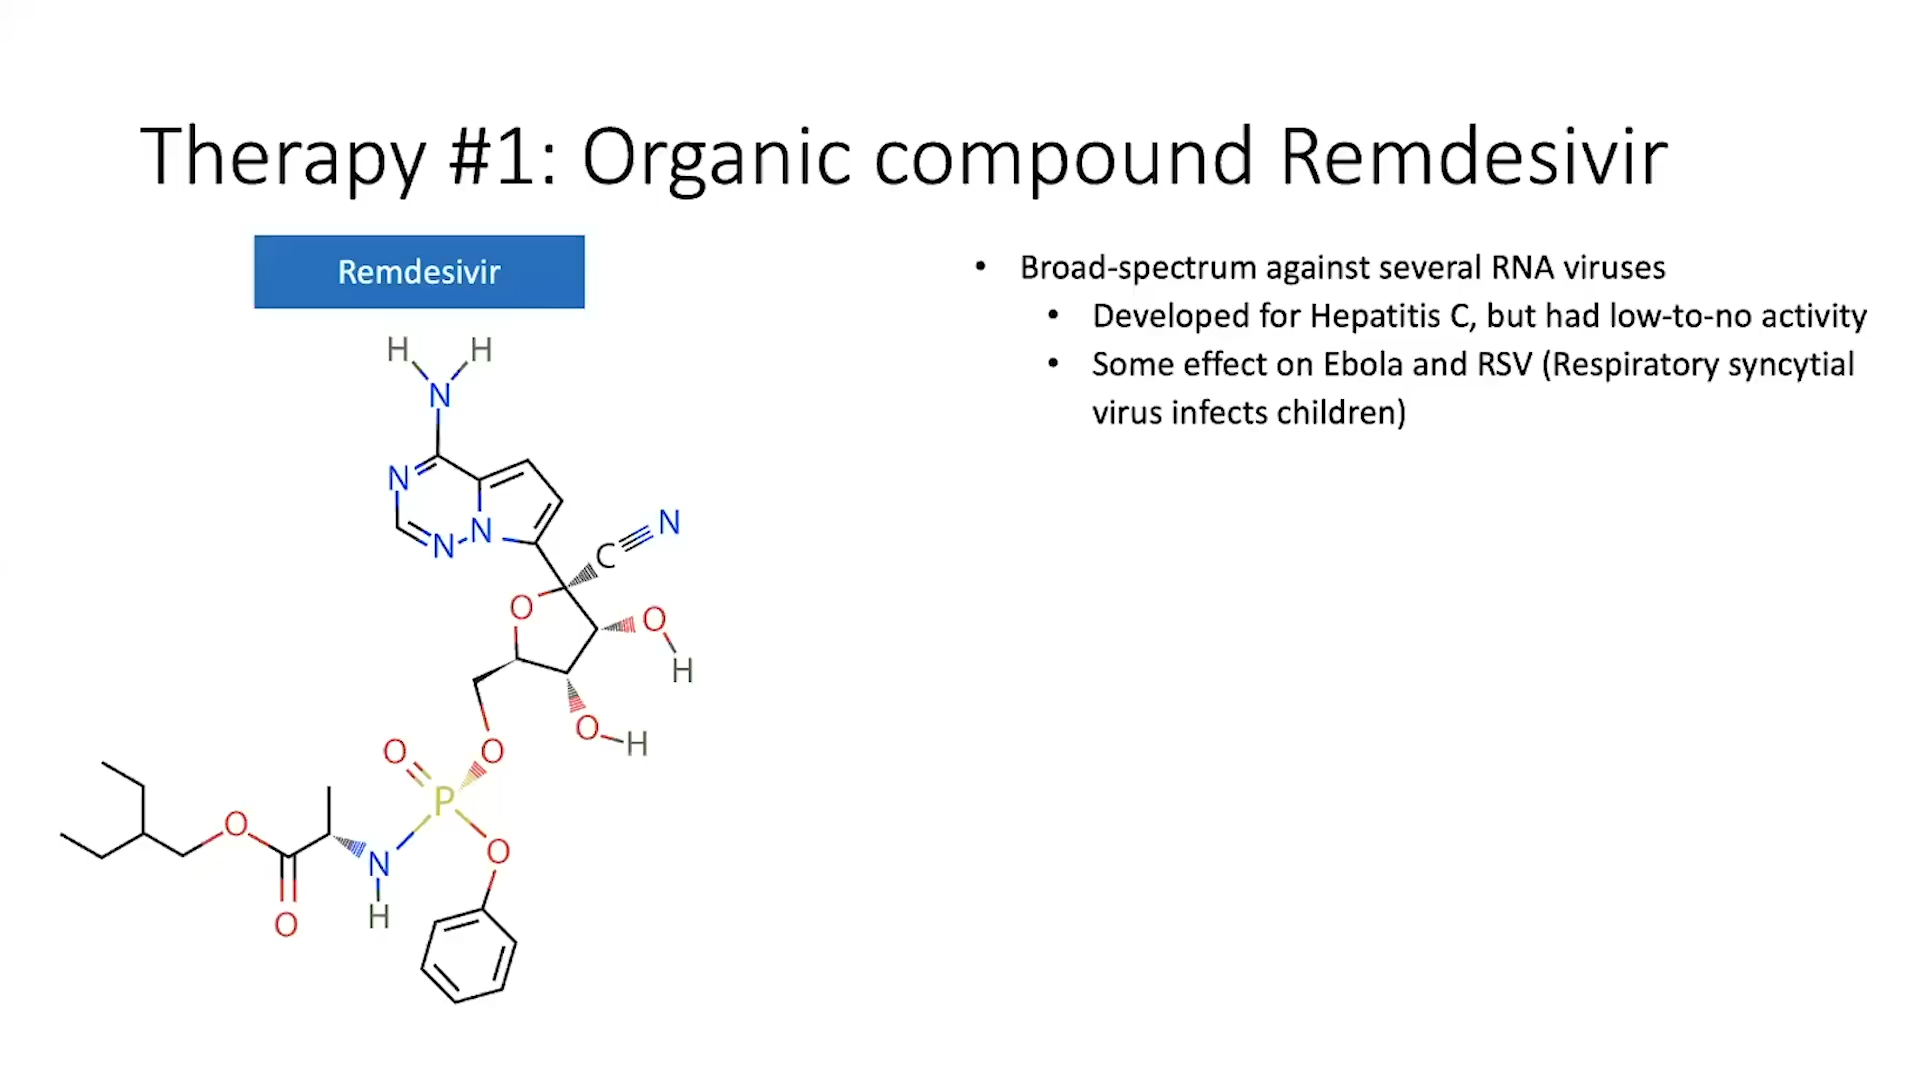 Therapy #1: Organic compound Remdesivir
Remdesivir
• Broad-spectrum against several RNA viruses
• Developed for Hepatitis C, but had low-to-no activity
• Some effect on Ebola and RSV (Respiratory syncytial
virus infects children)
H H
N
N
N N
C N
O
O
H
O H
O O
P
O
N O
H
O